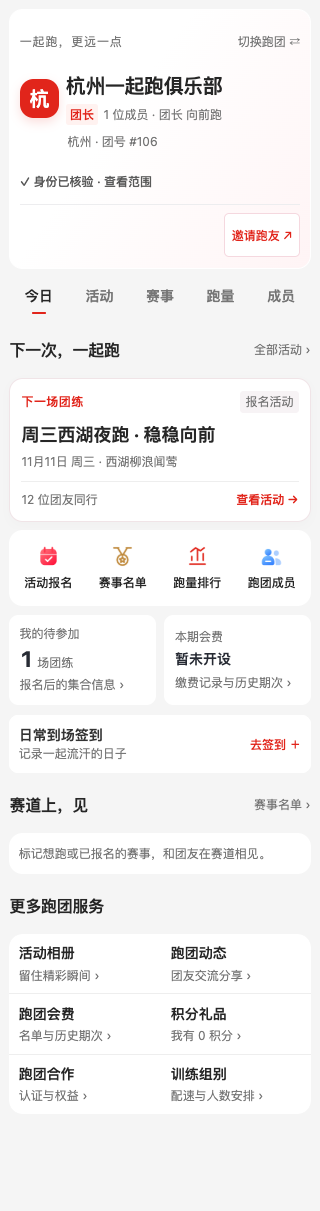 一起跑，更远一点
切换跑团 ⇄
杭
杭州一起跑俱乐部
团长 1 位成员 · 团长 向前跑
杭州 · 团号 #106
✓ 身份已核验 · 查看范围
邀请跑友 ↗
今日 活动 赛事 跑量 成员
下一次，一起跑
全部活动 ›
下一场团练
报名活动
周三西湖夜跑 · 稳稳向前
11月11日 周三 · 西湖柳浪闻莺
12 位团友同行
查看活动 →
活动报名 赛事名单 跑量排行 跑团成员
我的待参加
1 场团练
报名后的集合信息 ›
本期会费
暂未开设
缴费记录与历史期次 ›
日常到场签到
记录一起流汗的日子
去签到 +
赛道上，见
赛事名单 ›
标记想跑或已报名的赛事，和团友在赛道相见。
更多跑团服务
活动相册
留住精彩瞬间 ›
跑团动态
团友交流分享 ›
跑团会费
名单与历史期次 ›
积分礼品
我有 0 积分 ›
跑团合作
认证与权益 ›
训练组别
配速与人数安排 ›